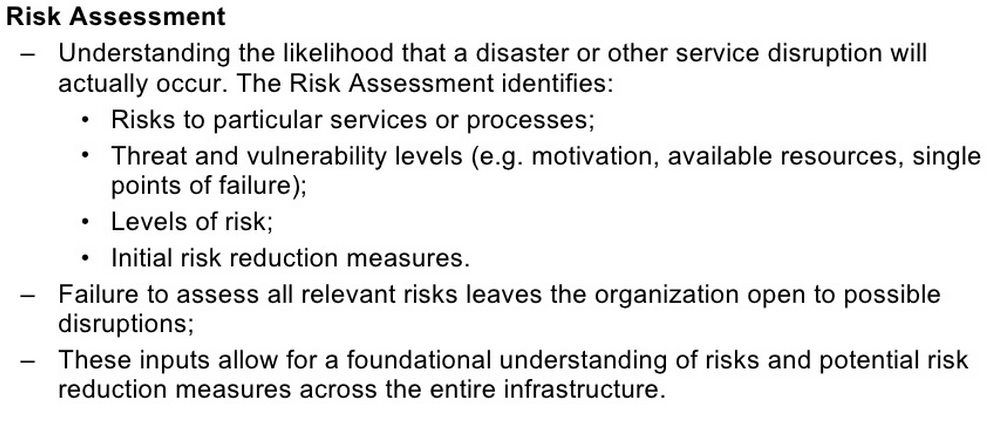 Risk Assessment
– Understanding the likelihood that a disaster or other service disruption will
actually occur. The Risk Assessment identifies:
• Risks to particular services or processes;
• Threat and vulnerability levels (e.g. motivation, available resources, single
points of failure);
• Levels of risk;
• Initial risk reduction measures.
– Failure to assess all relevant risks leaves the organization open to possible
disruptions;
– These inputs allow for a foundational understanding of risks and potential risk
reduction measures across the entire infrastructure.